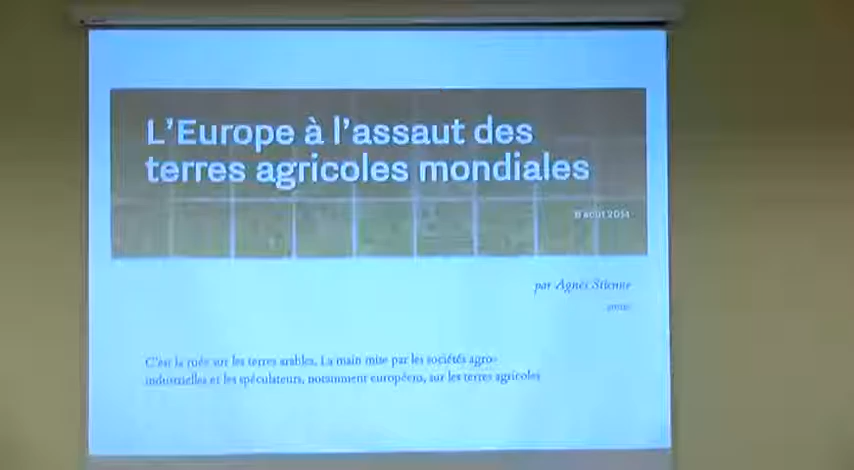 L'Europe à l'assaut des
terres agricoles mondiales
8 août 2014
par Agnès Stienne
C'est la ruée sur les terres arables. La main mise par les sociétés agro-
industrielles et les spéculateurs, notamment européens, sur les terres agricoles